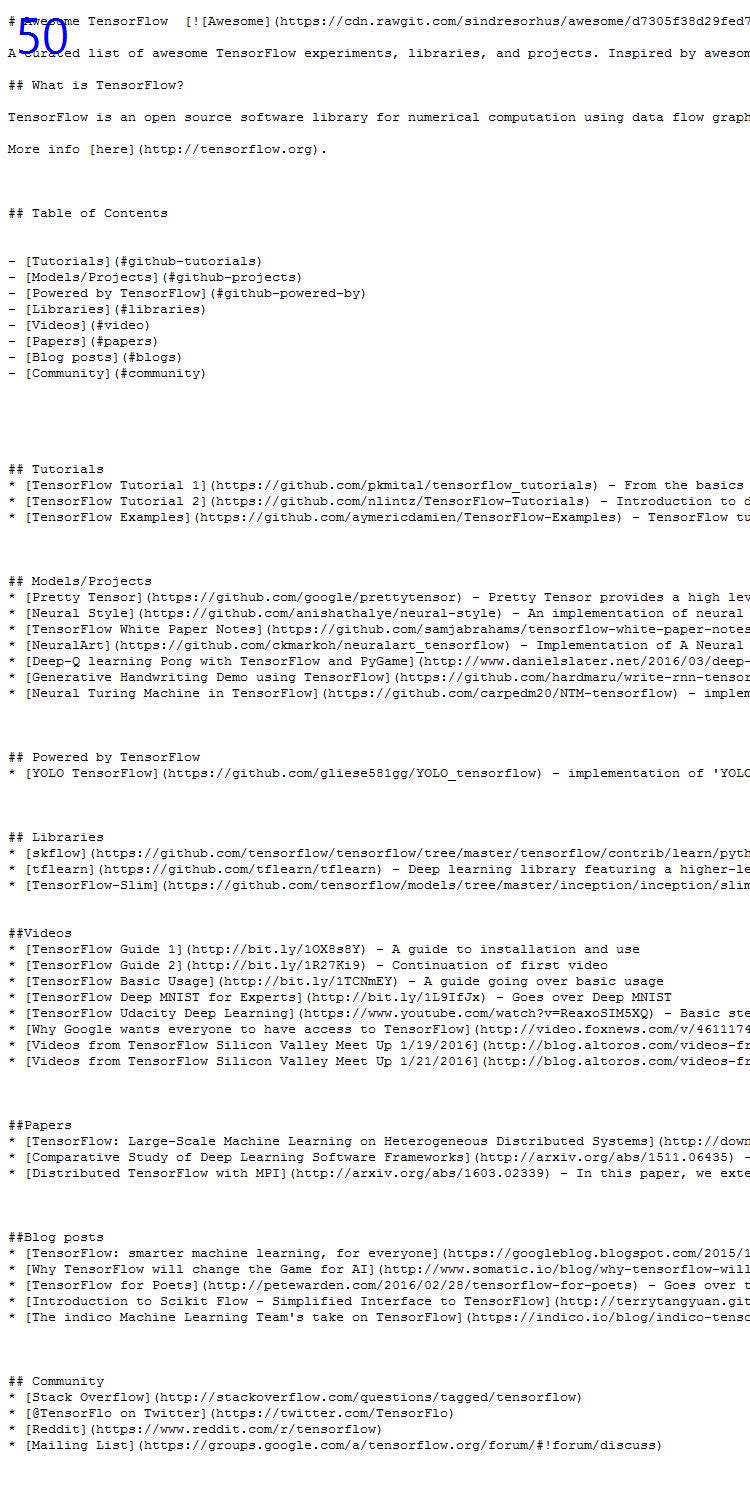 50
# Awesome TensorFlow  [![Awesome](https://cdn.rawgit.com/sindresorhus/awesome/d7305f38d29fed7
A curated list of awesome TensorFlow experiments, libraries, and projects. Inspired by awesom
## What is TensorFlow?
TensorFlow is an open source software library for numerical computation using data flow graph
More info [here](http://tensorflow.org).
## Table of Contents
- [Tutorials](#github-tutorials)
- [Models/Projects](#github-projects)
- [Powered by TensorFlow](#github-powered-by)
- [Libraries](#libraries)
- [Videos](#video)
- [Papers](#papers)
- [Blog posts](#blogs)
- [Community](#community)
## Tutorials
* [TensorFlow Tutorial 1](https://github.com/pkmital/tensorflow_tutorials) - From the basics
* [TensorFlow Tutorial 2](https://github.com/nlintz/TensorFlow-Tutorials) - Introduction to d
* [TensorFlow Examples](https://github.com/aymericdamien/TensorFlow-Examples) - TensorFlow tu
## Models/Projects
* [Pretty Tensor](https://github.com/google/prettytensor) - Pretty Tensor provides a high lev
* [Neural Style](https://github.com/anishathalye/neural-style) - An implementation of neural
* [TensorFlow White Paper Notes](https://github.com/samjabrahams/tensorflow-white-paper-notes
* [NeuralArt](https://github.com/ckmarkoh/neuralart_tensorflow) - Implementation of A Neural
* [Deep-Q learning Pong with TensorFlow and PyGame](http://www.danielslater.net/2016/03/deep-
* [Generative Handwriting Demo using TensorFlow](https://github.com/hardmaru/write-rnn-tensor
* [Neural Turing Machine in TensorFlow](https://github.com/carpedm20/NTM-tensorflow) - implem
## Powered by TensorFlow
* [YOLO TensorFlow](https://github.com/gliese581gg/YOLO_tensorflow) - implementation of 'YOLO
## Libraries
* [skflow](https://github.com/tensorflow/tensorflow/tree/master/tensorflow/contrib/learn/pyth
* [tflearn](https://github.com/tflearn/tflearn) - Deep learning library featuring a higher-le
* [TensorFlow-Slim](https://github.com/tensorflow/models/tree/master/inception/inception/slim
##Videos
* [TensorFlow Guide 1](http://bit.ly/1OX8s8Y) - A guide to installation and use
* [TensorFlow Guide 2](http://bit.ly/1R27Ki9) - Continuation of first video
* [TensorFlow Basic Usage](http://bit.ly/1TCNmEY) - A guide going over basic usage
* [TensorFlow Deep MNIST for Experts](http://bit.ly/1L9IfJx) - Goes over Deep MNIST
* [TensorFlow Udacity Deep Learning](https://www.youtube.com/watch?v=ReaxoSIM5XQ) - Basic ste
* [Why Google wants everyone to have access to TensorFlow](http://video.foxnews.com/v/4611174
* [Videos from TensorFlow Silicon Valley Meet Up 1/19/2016](http://blog.altoros.com/videos-fr
* [Videos from TensorFlow Silicon Valley Meet Up 1/21/2016](http://blog.altoros.com/videos-fr
##Papers
* [TensorFlow: Large-Scale Machine Learning on Heterogeneous Distributed Systems](http://down
* [Comparative Study of Deep Learning Software Frameworks](http://arxiv.org/abs/1511.06435) -
* [Distributed TensorFlow with MPI](http://arxiv.org/abs/1603.02339) - In this paper, we exte
##Blog posts
* [TensorFlow: smarter machine learning, for everyone](https://googleblog.blogspot.com/2015/1
* [Why TensorFlow will change the Game for AI](http://www.somatic.io/blog/why-tensorflow-will
* [TensorFlow for Poets](http://petewarden.com/2016/02/28/tensorflow-for-poets) - Goes over t
* [Introduction to Scikit Flow - Simplified Interface to TensorFlow](http://terrytangyuan.git
* [The indico Machine Learning Team's take on TensorFlow](https://indico.io/blog/indico-tenso
## Community
* [Stack Overflow](http://stackoverflow.com/questions/tagged/tensorflow)
* [@TensorFlo on Twitter](https://twitter.com/TensorFlo)
* [Reddit](https://www.reddit.com/r/tensorflow)
* [Mailing List](https://groups.google.com/a/tensorflow.org/forum/#!forum/discuss)